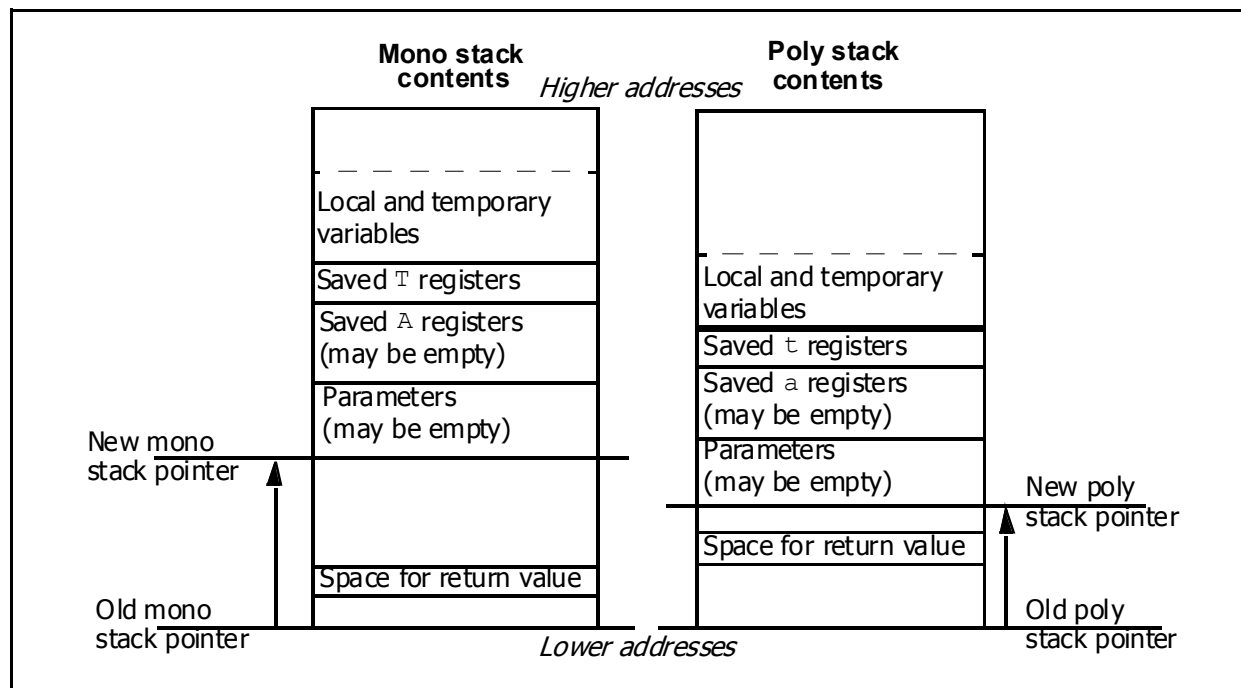 Mono stack
contents
Poly stack
contents
Higher addresses
Local and temporary
variables
Saved T registers
Saved A registers
(may be empty)
Parameters
(may be empty)
New mono
stack pointer
Space for return value
Old mono
stack pointer
Local and temporary
variables
Saved t registers
Saved a registers
(may be empty)
Parameters
(may be empty)
New poly
stack pointer
Space for return value
Old poly
stack pointer
Lower addresses